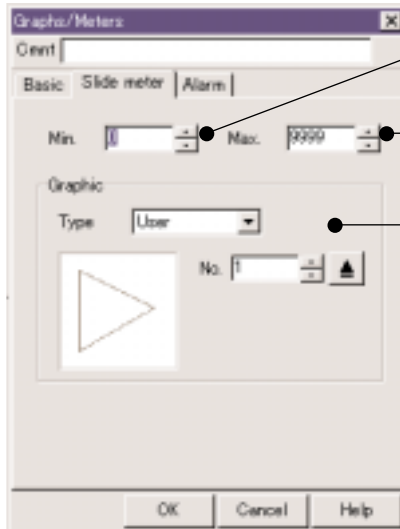 Graphs/Meters
Cmnt
Basic Slide meter Alarm
Min. 0 Max. 9999
Graphic
Type User
No. 1
OK Cancel Help